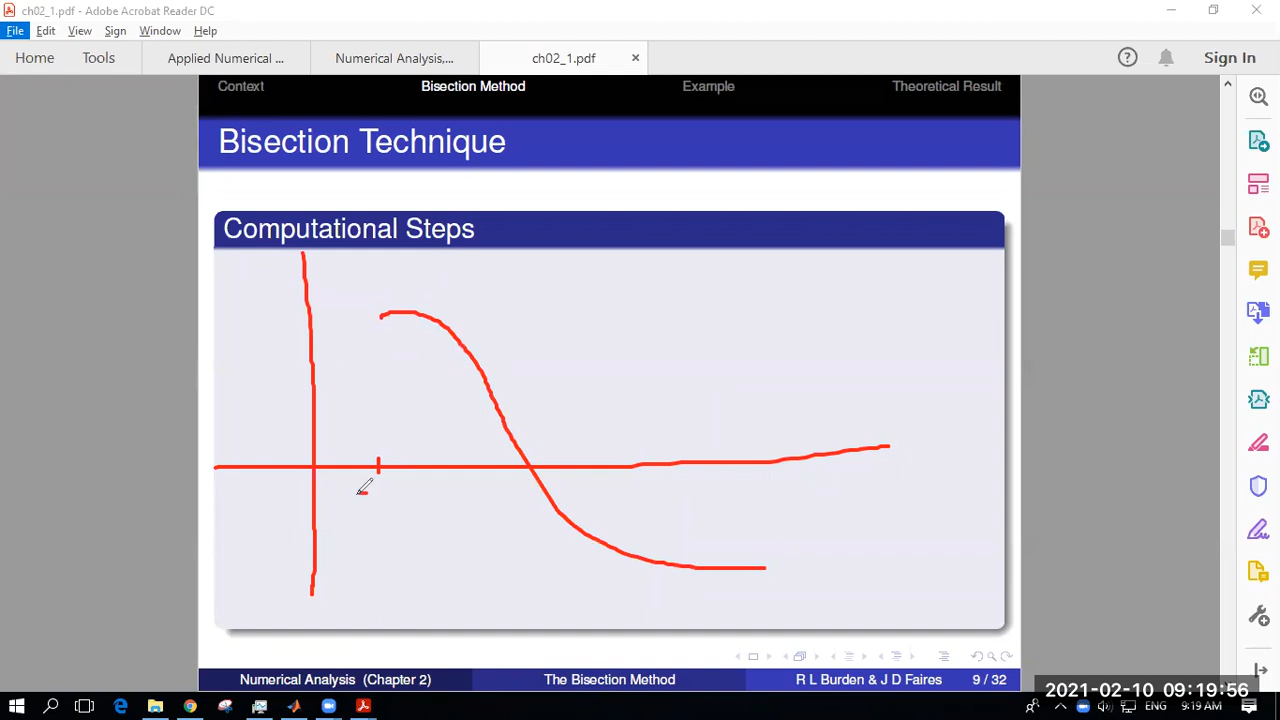 ch02_1.pdf - Adobe Acrobat Reader DC
File Edit View Sign Window Help
Home Tools Applied Numerical ... Numerical Analysis,... ch02_1.pdf × Sign In
Context Bisection Method Example Theoretical Result
Bisection Technique
Computational Steps
Numerical Analysis (Chapter 2) The Bisection Method R L Burden & J D Faires 9 / 32
2021-02-10 09:19:56
ENG 9:19 AM